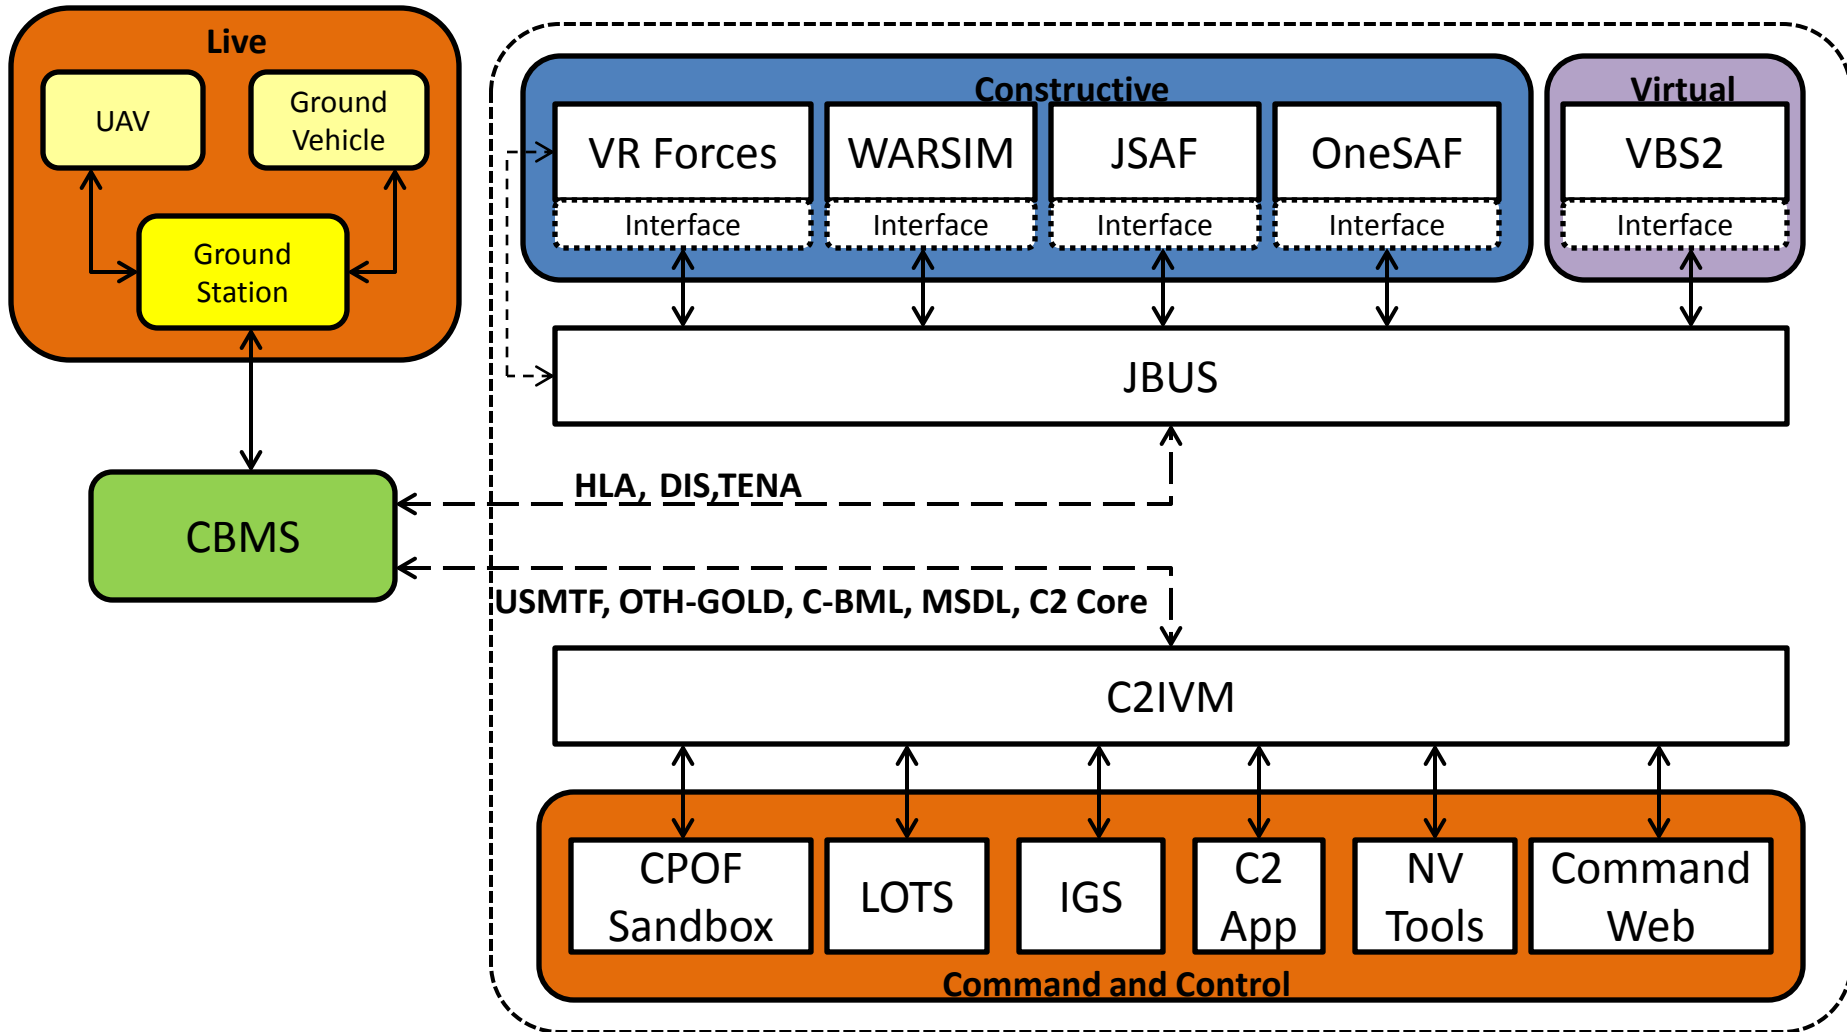 Live
UAV
Ground
Vehicle
Ground
Station
CBMS
Constructive
VR Forces
WARSIM
JSAF
OneSAF
Interface
Interface
Interface
Interface
Virtual
VBS2
Interface
JBUS
HLA, DIS,TENA
USMTF, OTH-GOLD, C-BML, MSDL, C2 Core
C2IVM
CPOF
Sandbox
LOTS
IGS
C2
App
NV
Tools
Command
Web
Command and Control